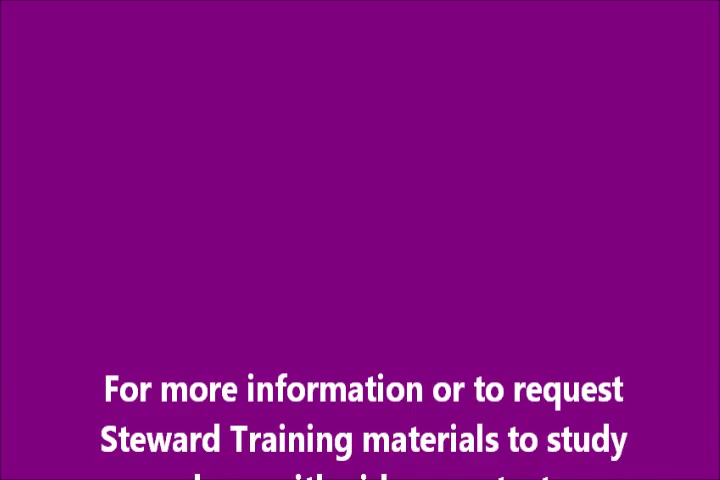 For more information or to request
Steward Training materials to study